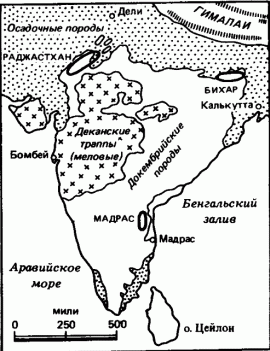 Дели
ГИМАЛАИ
Осадочные породы
РАДЖАСТХАН
БИХАР
Калькутта
Деканские
траппы
(меловые)
Докембрийские
породы
Бомбей
МАДРАС
Мадрас
Бенгальский
залив
Аравийское
море
мили
0 250 500
о. Цейлон